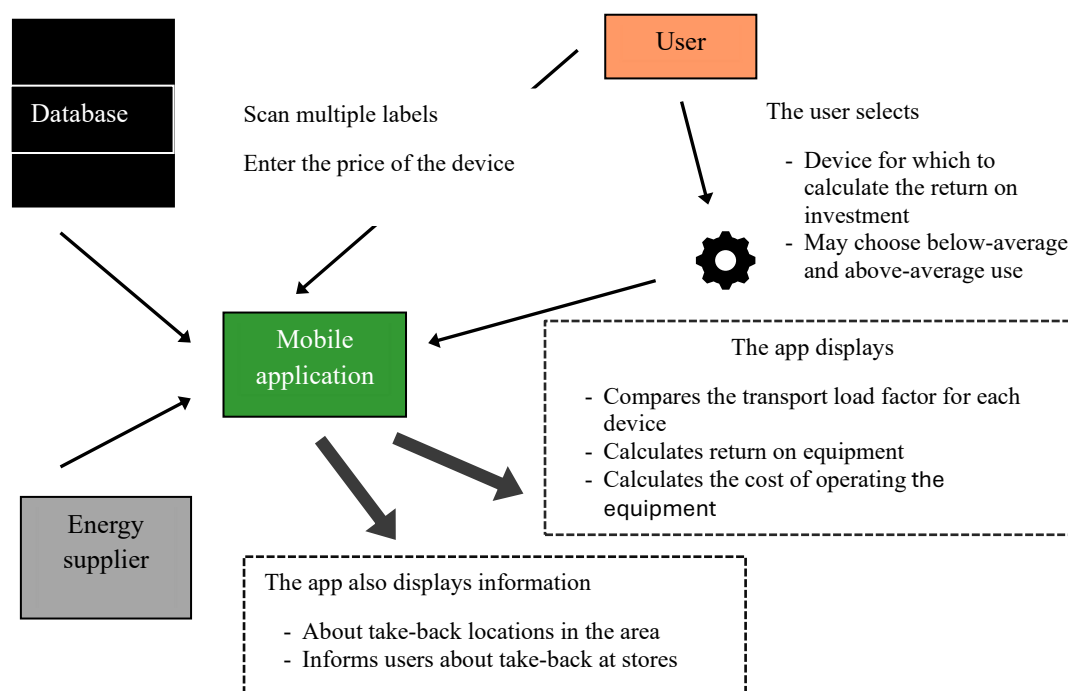 Database
User
Scan multiple labels
Enter the price of the device
The user selects
- Device for which to
calculate the return on
investment
- May choose below-average
and above-average use
Mobile
application
The app displays
- Compares the transport load factor for each
device
- Calculates return on equipment
- Calculates the cost of operating the
equipment
Energy
supplier
The app also displays information
- About take-back locations in the area
- Informs users about take-back at stores